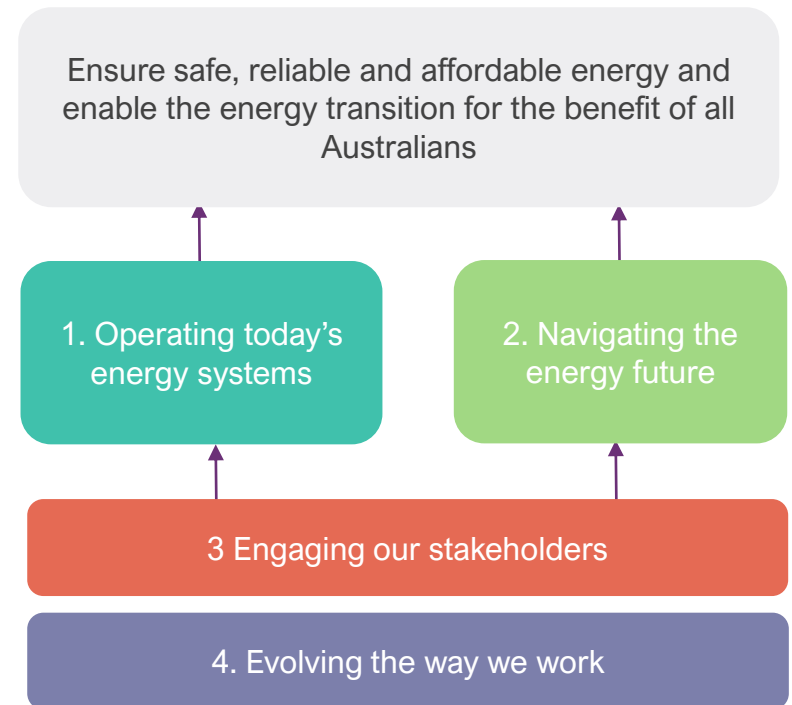 Ensure safe, reliable and affordable energy and
enable the energy transition for the benefit of all
Australians
1. Operating today’s
energy systems
2. Navigating the
energy future
3 Engaging our stakeholders
4. Evolving the way we work